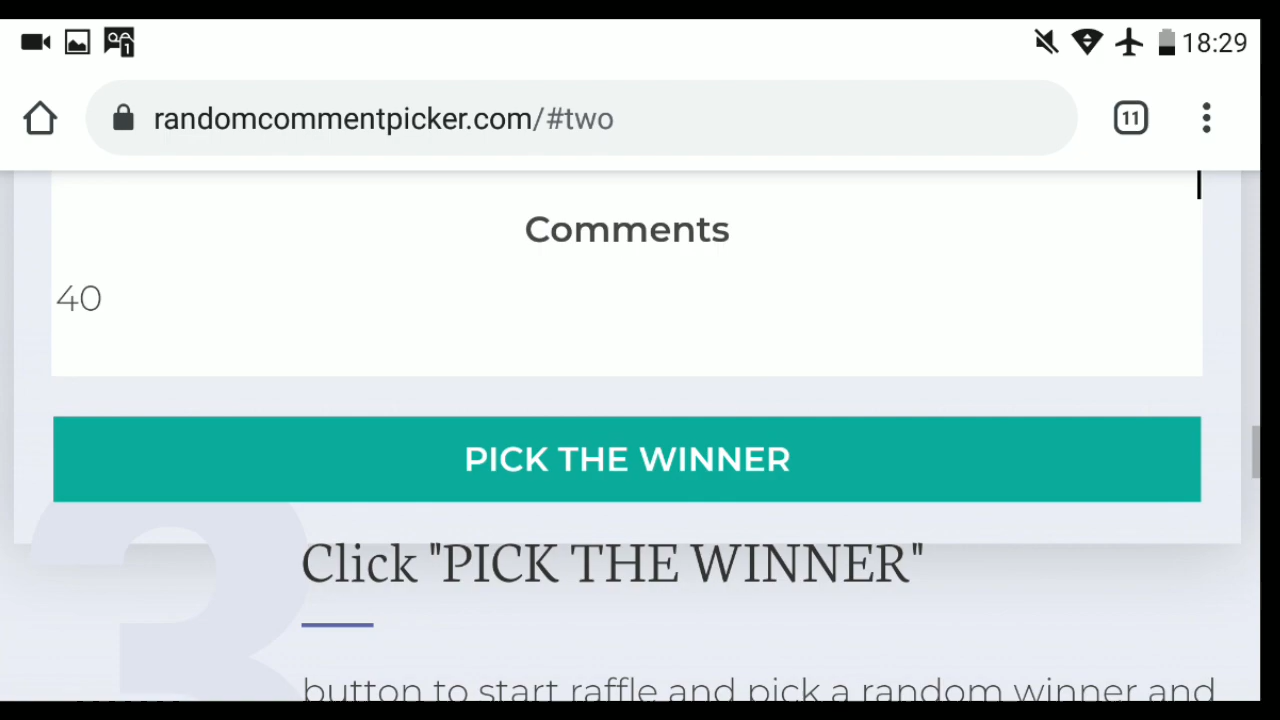 18:29
randomcommentpicker.com/#two
11
Comments
40
PICK THE WINNER
3
Click "PICK THE WINNER"
button to start raffle and pick a random winner and